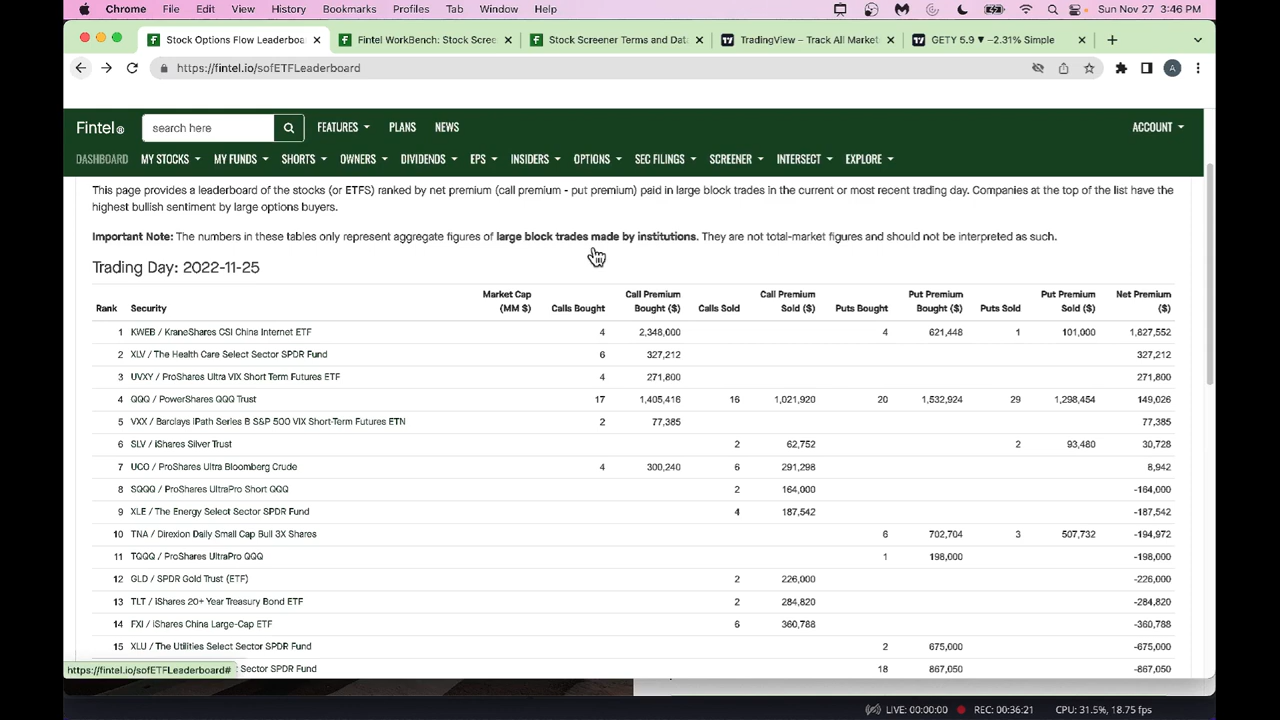 Chrome File Edit View History Bookmarks Profiles Tab Window Help Sun Nov 27 3:46 PM
Stock Options Flow Leaderboa Fintel WorkBench: Stock Scree Stock Screener Terms and Data TradingView – Track All Market GETY 5.9 ▼ −2.31% Simple
https://fintel.io/sofETFLeaderboard
Fintel® search here FEATURES PLANS NEWS ACCOUNT
DASHBOARD MY STOCKS MY FUNDS SHORTS OWNERS DIVIDENDS EPS INSIDERS OPTIONS SEC FILINGS SCREENER INTERSECT EXPLORE
This page provides a leaderboard of the stocks (or ETFS) ranked by net premium (call premium - put premium) paid in large block trades in the current or most recent trading day. Companies at the top of the list have the
highest bullish sentiment by large options buyers.
Important Note: The numbers in these tables only represent aggregate figures of large block trades made by institutions. They are not total-market figures and should not be interpreted as such.
Trading Day: 2022-11-25
Rank Security Market Cap (MM $) Calls Bought Call Premium Bought ($) Calls Sold Call Premium Sold ($) Puts Bought Put Premium Bought ($) Puts Sold Put Premium Sold ($) Net Premium ($)
1 KWEB / KraneShares CSI China Internet ETF 4 2,348,000 4 621,448 1 101,000 1,827,552
2 XLV / The Health Care Select Sector SPDR Fund 6 327,212 327,212
3 UVXY / ProShares Ultra VIX Short Term Futures ETF 4 271,800 271,800
4 QQQ / PowerShares QQQ Trust 17 1,405,416 16 1,021,920 20 1,532,924 29 1,298,454 149,026
5 VXX / Barclays iPath Series B S&P 500 VIX Short-Term Futures ETN 2 77,385 77,385
6 SLV / iShares Silver Trust 2 62,752 2 93,480 30,728
7 UCO / ProShares Ultra Bloomberg Crude 4 300,240 6 291,298 8,942
8 SQQQ / ProShares UltraPro Short QQQ 2 164,000 -164,000
9 XLE / The Energy Select Sector SPDR Fund 4 187,542 -187,542
10 TNA / Direxion Daily Small Cap Bull 3X Shares 6 702,704 3 507,732 -194,972
11 TQQQ / ProShares UltraPro QQQ 1 198,000 -198,000
12 GLD / SPDR Gold Trust (ETF) 2 226,000 -226,000
13 TLT / iShares 20+ Year Treasury Bond ETF 2 284,820 -284,820
14 FXI / iShares China Large-Cap ETF 6 360,788 -360,788
15 XLU / The Utilities Select Sector SPDR Fund 2 675,000 -675,000
https://fintel.io/sofETFLeaderboard# Sector SPDR Fund 18 867,050 -867,050
LIVE: 00:00:00 REC: 00:36:21 CPU: 31.5%, 18.75 fps